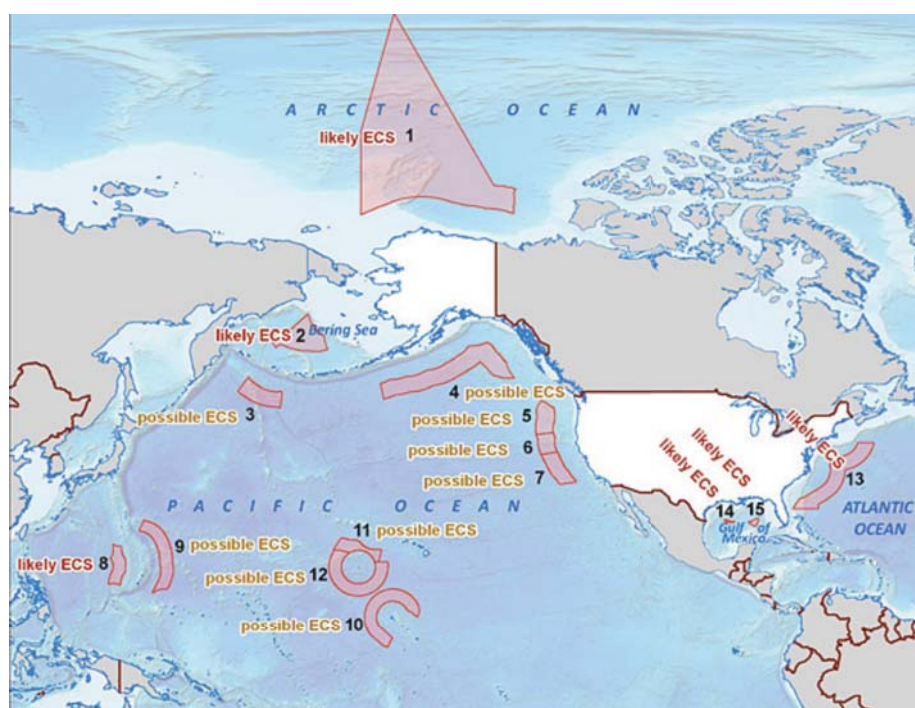 ARCTIC OCEAN
likely ECS 1
likely ECS 2 Bering Sea
possible ECS 3
4 possible ECS
possible ECS 5
possible ECS 6
possible ECS 7
likely ECS
likely ECS
likely ECS
13
14 15
Gulf of
Mexico
ATLANTIC
OCEAN
PACIFIC OCEAN
likely ECS 8
9 possible ECS
11 possible ECS
possible ECS 12
possible ECS 10